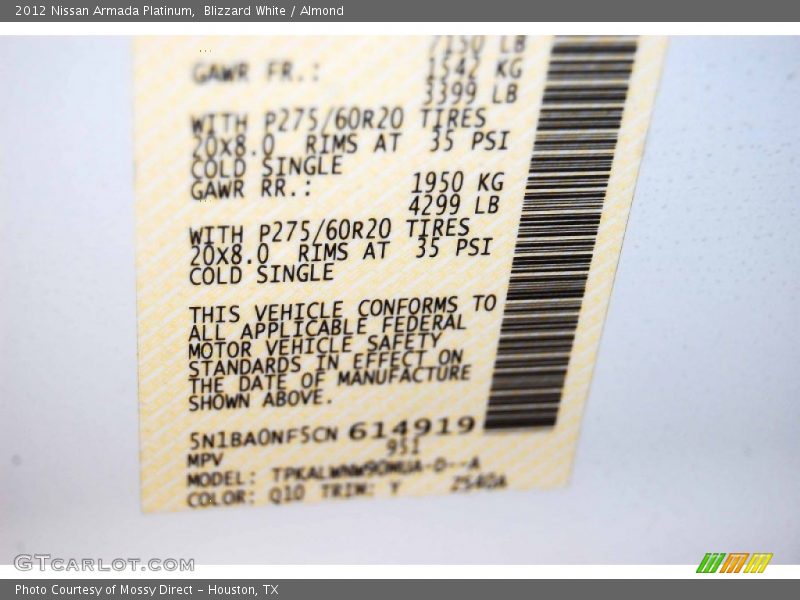 2012 Nissan Armada Platinum,  Blizzard White / Almond
7150 LB
GAWR FR.: 1542 KG
3399 LB
WITH P275/60R20 TIRES
20x8.0 RIMS AT 35 PSI
COLD SINGLE
GAWR RR.: 1950 KG
4299 LB
WITH P275/60R20 TIRES
20x8.0 RIMS AT 35 PSI
COLD SINGLE
THIS VEHICLE CONFORMS TO
ALL APPLICABLE FEDERAL
MOTOR VEHICLE SAFETY
STANDARDS IN EFFECT ON
THE DATE OF MANUFACTURE
SHOWN ABOVE.
5N1BA0NF5CN 614919
MPV 951
MODEL:
COLOR: Q10 TRIM: Y
GTCARLOT.COM
Photo Courtesy of Mossy Direct - Houston, TX